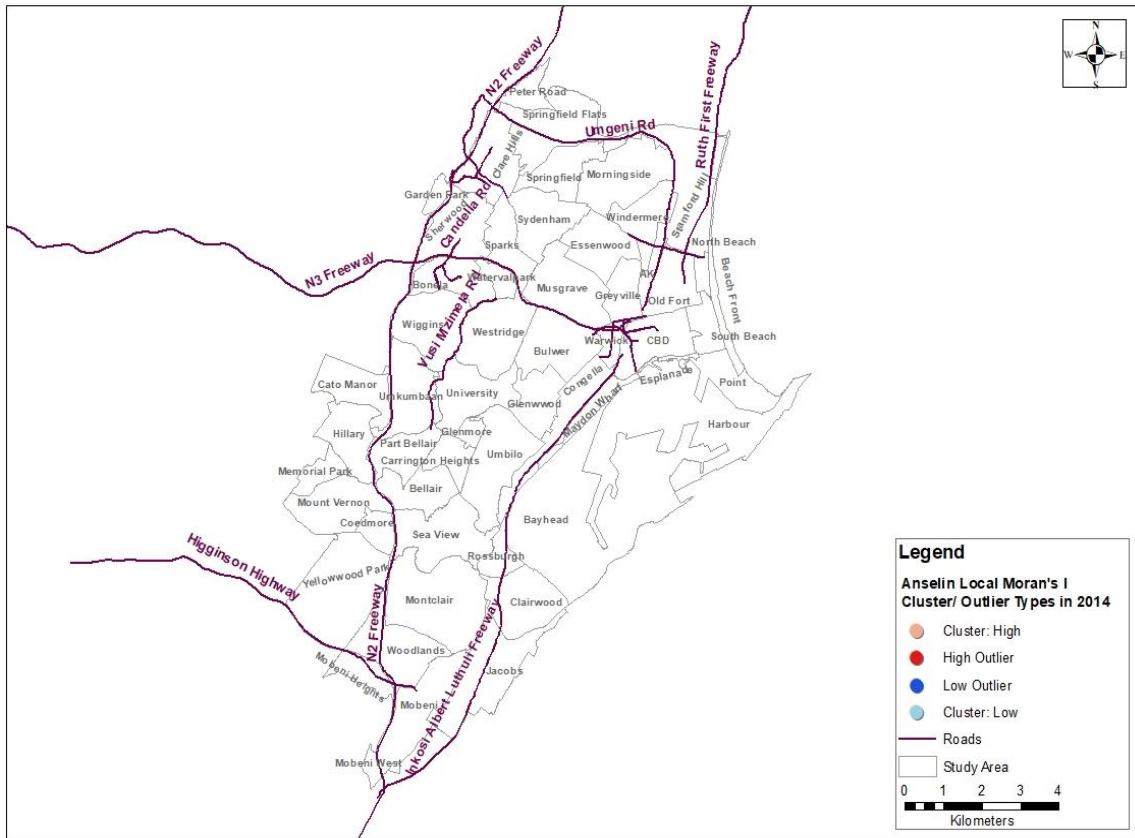 N
W
E
S
N2 Freeway
Ruth First Freeway
Peter Road
Springfield Flats
Umgeni Rd
Clare Hills
Springfield
Morningside
Garden Park
Sherwood
Candella Rd
Sydenham
Windermere
Stamford Hill
North Beach
Sparks
Essenwood
N3 Freeway
Bonela
Watervalpark
Musgrave
Greyville
AK
Old Fort
Beach Front
Wiggins
Vusi Mzimela Rd
Westridge
Bulwer
Warwick
CBD
South Beach
Esplanade
Point
Cato Manor
Umkumbaan
University
Glenwwod
Congella
Maydon Wharf
Harbour
Hillary
Part Bellair
Glenmore
Carrington Heights
Umbilo
Memorial Park
Bellair
Mount Vernon
Coedmore
Sea View
Bayhead
Rossburgh
Higginson Highway
Yellowwood Park
Montclair
Clairwood
N2 Freeway
Woodlands
Inkosi Albert Luthuli Freeway
Jacobs
Mobeni Heights
Mobeni
Mobeni West
Legend
Anselin Local Moran's I
Cluster/ Outlier Types in 2014
Cluster: High
High Outlier
Low Outlier
Cluster: Low
Roads
Study Area
0 1 2 3 4
Kilometers